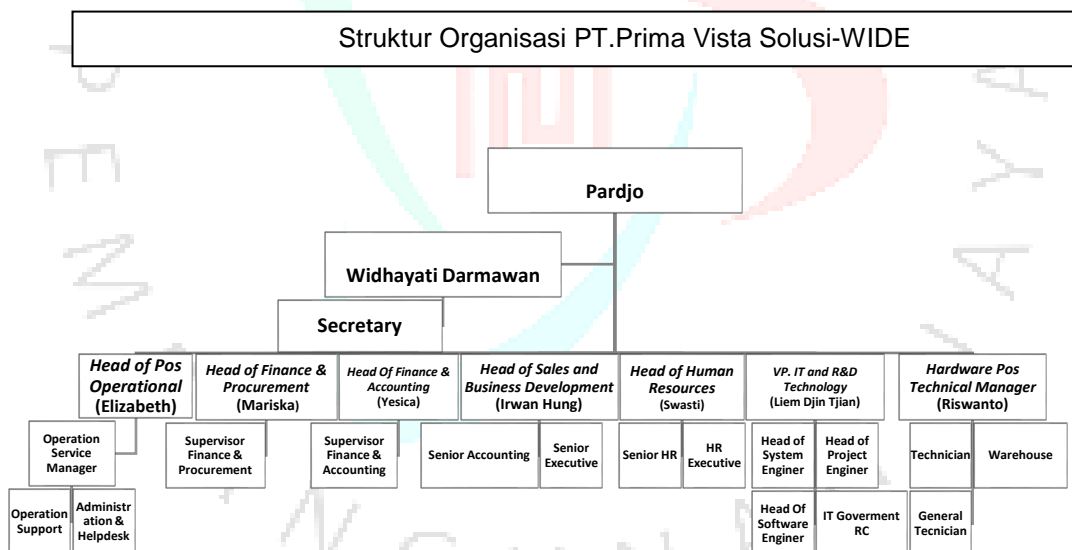 Struktur Organisasi PT.Prima Vista Solusi-WIDE
Pardjo
Widhayati Darmawan
Secretary
Head of Pos
Operational
(Elizabeth)
Head of Finance &
Procurement
(Mariska)
Head Of Finance &
Accounting
(Yesica)
Head of Sales and
Business Development
(Irwan Hung)
Head of Human
Resources
(Swasti)
VP. IT and R&D
Technology
(Liem Djin Tjian)
Hardware Pos
Technical Manager
(Riswanto)
Operation
Service
Manager
Supervisor
Finance &
Procurement
Supervisor
Finance &
Accounting
Senior Accounting
Senior
Executive
Senior HR
HR
Executive
Head of
System
Enginer
Head of
Project
Enginer
Technician
Warehouse
Operation
Support
Administr
ation &
Helpdesk
Head Of
Software
Enginer
IT Goverment
RC
General
Tecnician